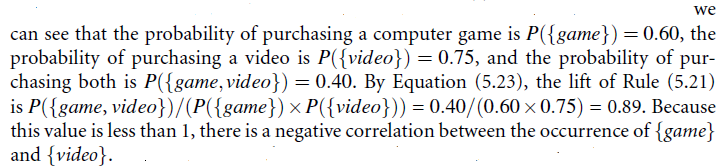 we
can see that the probability of purchasing a computer game is P({game}) = 0.60, the
probability of purchasing a video is P({video}) = 0.75, and the probability of pur-
chasing both is P({game, video}) = 0.40. By Equation (5.23), the lift of Rule (5.21)
is P({game, video})/(P({game}) × P({video})) = 0.40/(0.60 × 0.75) = 0.89. Because
this value is less than 1, there is a negative correlation between the occurrence of {game}
and {video}.